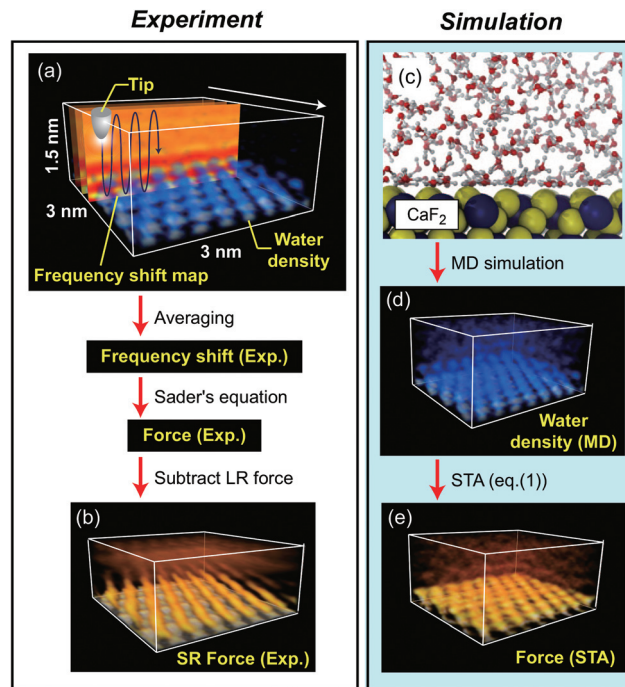 Experiment
(a)
Tip
1.5 nm
3 nm
3 nm
Water
density
Frequency shift map
Averaging
Frequency shift (Exp.)
Sader's equation
Force (Exp.)
Subtract LR force
(b)
SR Force (Exp.)
Simulation
(c)
CaF₂
MD simulation
(d)
Water
density (MD)
STA (eq.(1))
(e)
Force (STA)